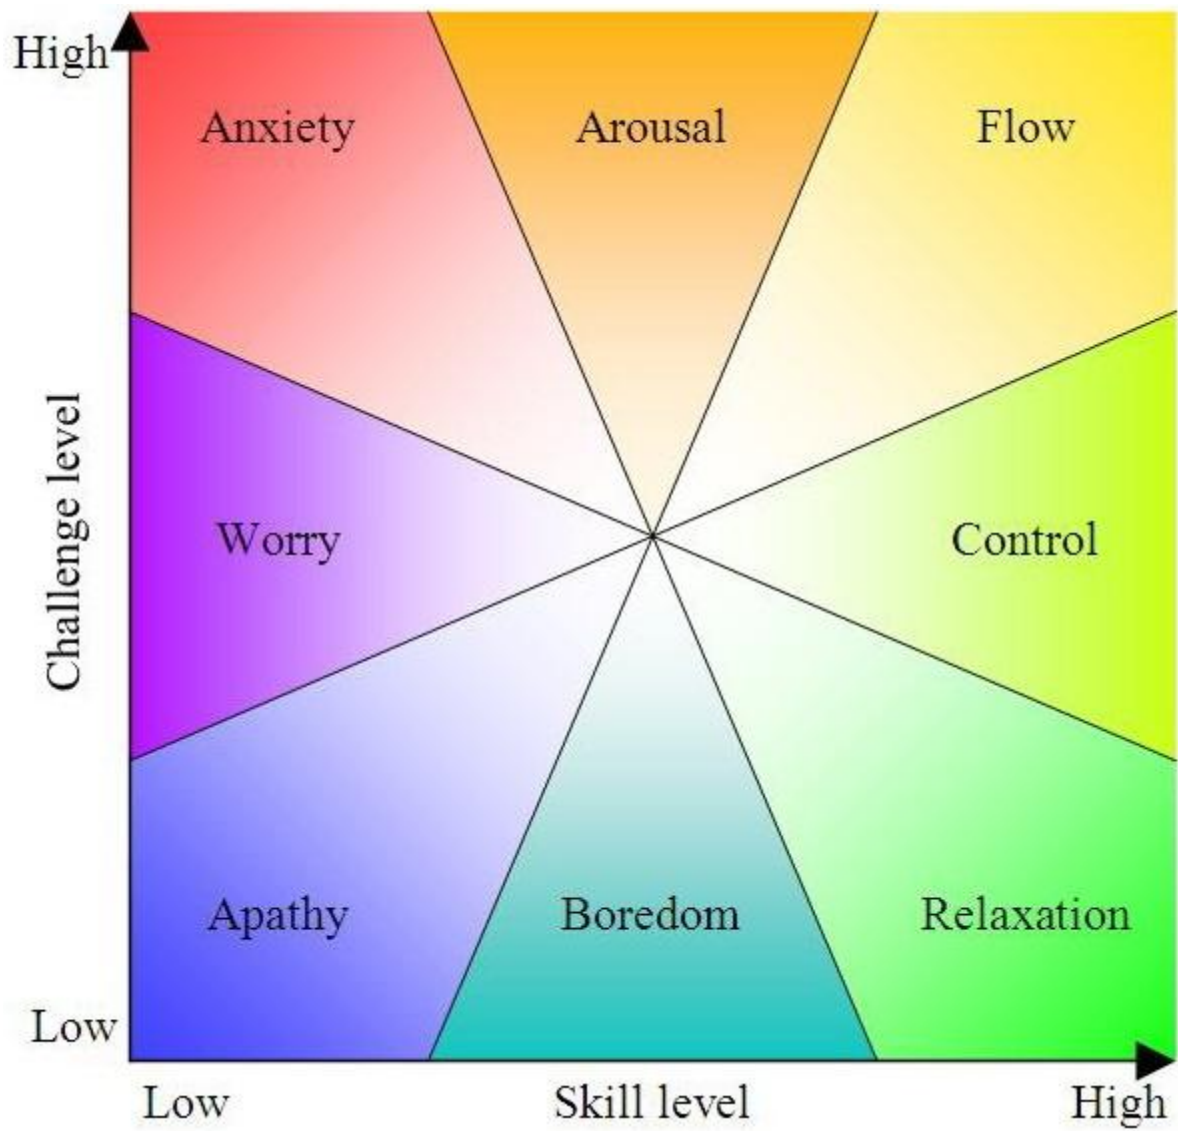 High
Anxiety
Arousal
Flow
Challenge level
Worry
Control
Apathy
Boredom
Relaxation
Low
Low
Skill level
High